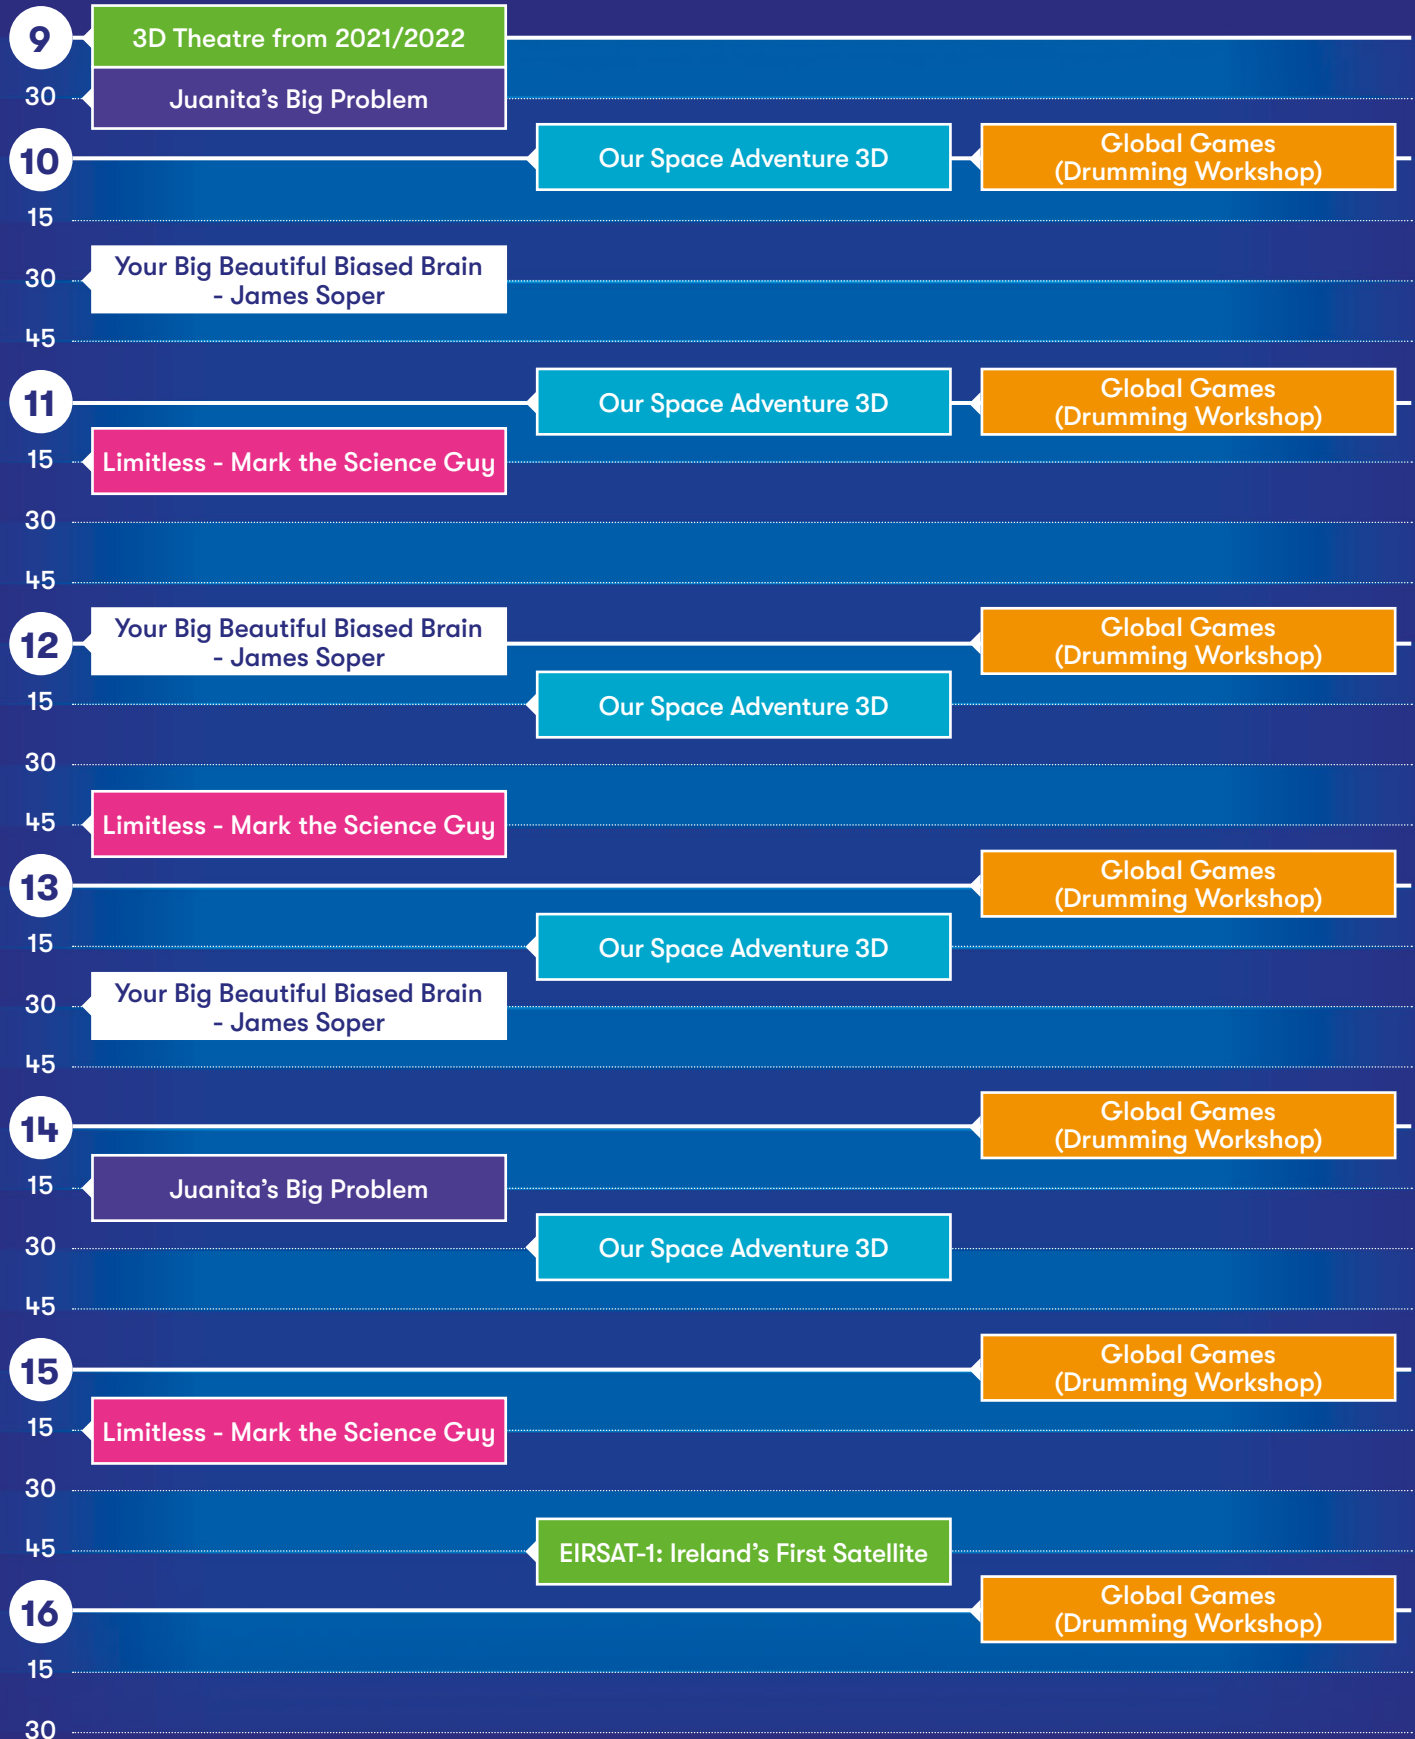 9
3D Theatre from 2021/2022
30
Juanita's Big Problem
10
Our Space Adventure 3D
Global Games
(Drumming Workshop)
15
30
Your Big Beautiful Biased Brain
- James Soper
45
11
Our Space Adventure 3D
Global Games
(Drumming Workshop)
15
Limitless - Mark the Science Guy
30
45
12
Your Big Beautiful Biased Brain
- James Soper
Global Games
(Drumming Workshop)
15
Our Space Adventure 3D
30
45
Limitless - Mark the Science Guy
13
Global Games
(Drumming Workshop)
15
Our Space Adventure 3D
30
Your Big Beautiful Biased Brain
- James Soper
45
14
Global Games
(Drumming Workshop)
15
Juanita's Big Problem
30
Our Space Adventure 3D
45
15
Global Games
(Drumming Workshop)
15
Limitless - Mark the Science Guy
30
45
EIRSAT-1: Ireland's First Satellite
16
Global Games
(Drumming Workshop)
15
30